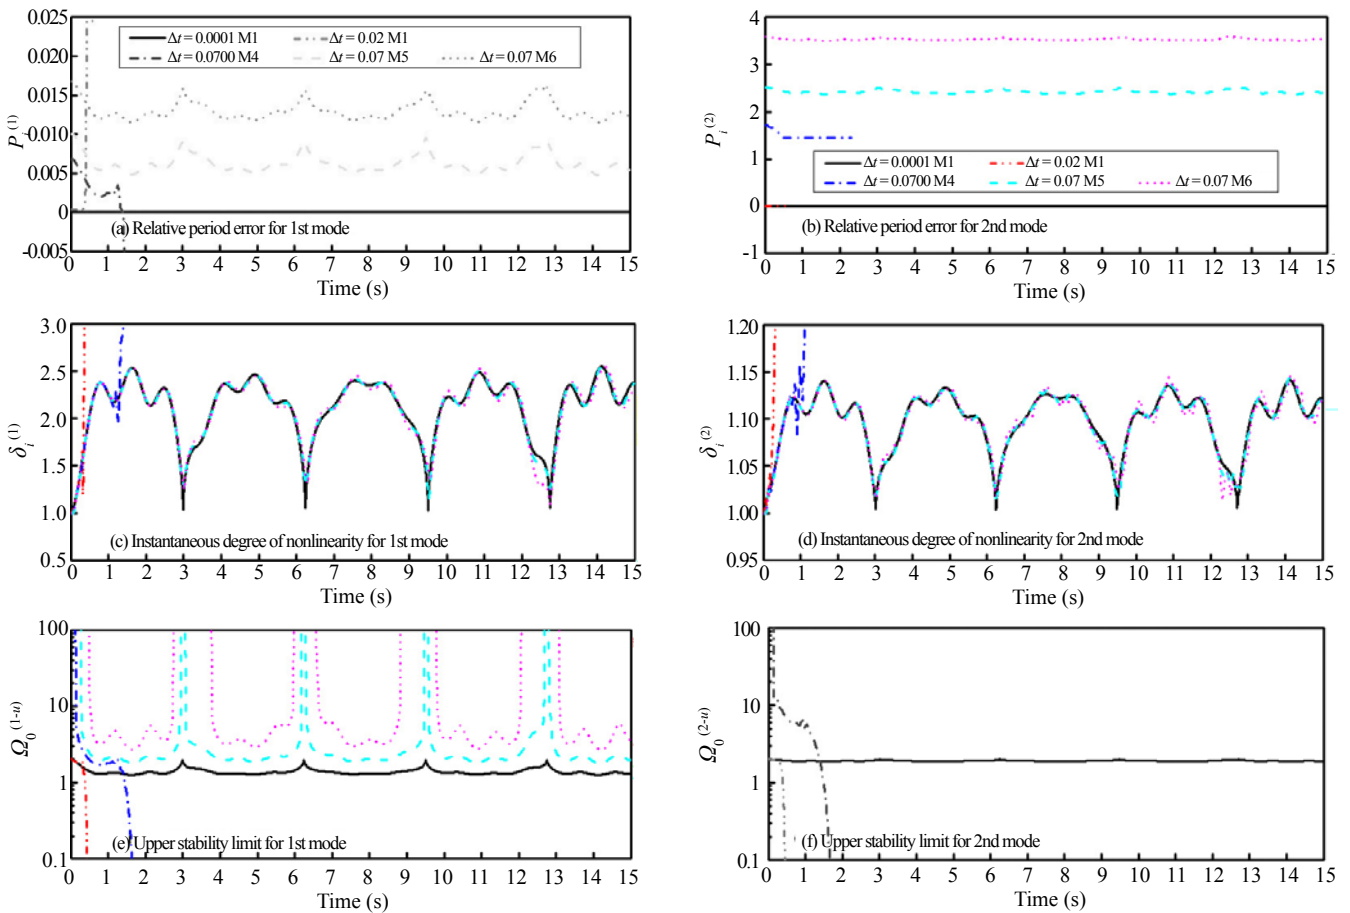 0.025
0.020
0.015
0.010
0.005
0
-0.005
P_i^(1)
Δt = 0.0001 M1
Δt = 0.02 M1
Δt = 0.0700 M4
Δt = 0.07 M5
Δt = 0.07 M6
(a) Relative period error for 1st mode
0 1 2 3 4 5 6 7 8 9 10 11 12 13 14 15
Time (s)
4
3
2
1
0
-1
P_i^(2)
Δt = 0.0001 M1
Δt = 0.02 M1
Δt = 0.0700 M4
Δt = 0.07 M5
Δt = 0.07 M6
(b) Relative period error for 2nd mode
0 1 2 3 4 5 6 7 8 9 10 11 12 13 14 15
Time (s)
3.0
2.5
2.0
1.5
1.0
0.5
δ_i^(1)
(c) Instantaneous degree of nonlinearity for 1st mode
0 1 2 3 4 5 6 7 8 9 10 11 12 13 14 15
Time (s)
1.20
1.15
1.10
1.05
1.00
0.95
δ_i^(2)
(d) Instantaneous degree of nonlinearity for 2nd mode
0 1 2 3 4 5 6 7 8 9 10 11 12 13 14 15
Time (s)
100
10
1
0.1
Ω_0^(1-u)
(e) Upper stability limit for 1st mode
0 1 2 3 4 5 6 7 8 9 10 11 12 13 14 15
Time (s)
100
10
1
0.1
Ω_0^(2-u)
(f) Upper stability limit for 2nd mode
0 1 2 3 4 5 6 7 8 9 10 11 12 13 14 15
Time (s)